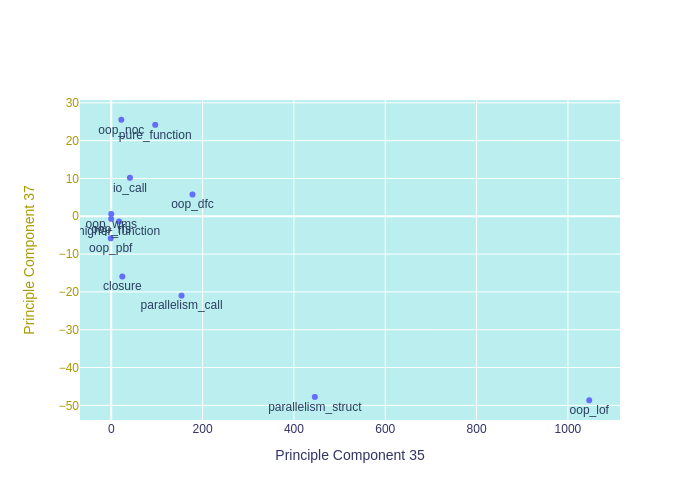 30
20
10
0
−10
−20
−30
−40
−50
Principle Component 37
oop_noc
pure_function
io_call
oop_dfc
higher_function
oop_pbf
closure
parallelism_call
parallelism_struct
oop_lof
0
200
400
600
800
1000
Principle Component 35